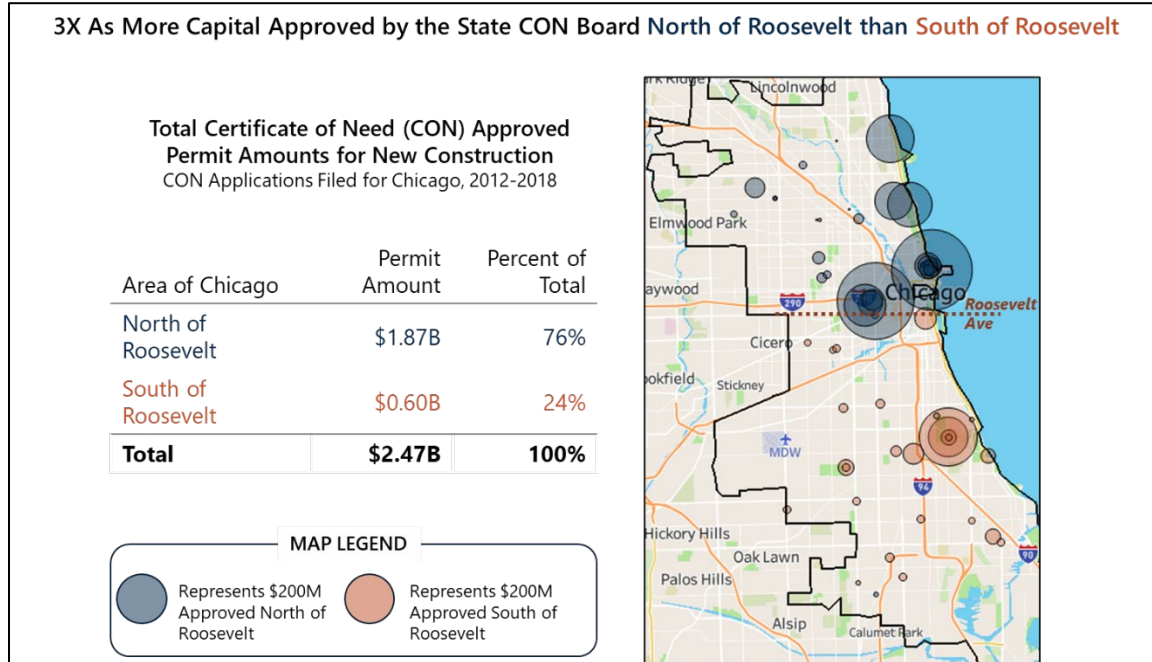 3X As More Capital Approved by the State CON Board North of Roosevelt than South of Roosevelt
Total Certificate of Need (CON) Approved
Permit Amounts for New Construction
CON Applications Filed for Chicago, 2012-2018
Area of Chicago
Permit
Amount
Percent of
Total
North of
Roosevelt
$1.87B
76%
South of
Roosevelt
$0.60B
24%
Total
$2.47B
100%
MAP LEGEND
Represents $200M
Approved North of
Roosevelt
Represents $200M
Approved South of
Roosevelt
Lincolnwood
Elmwood Park
aywood
290
Chicago
Roosevelt
Ave
Cicero
ookfield
Stickney
MDW
94
Hickory Hills
Oak Lawn
90
Palos Hills
Alsip
Calumet Park